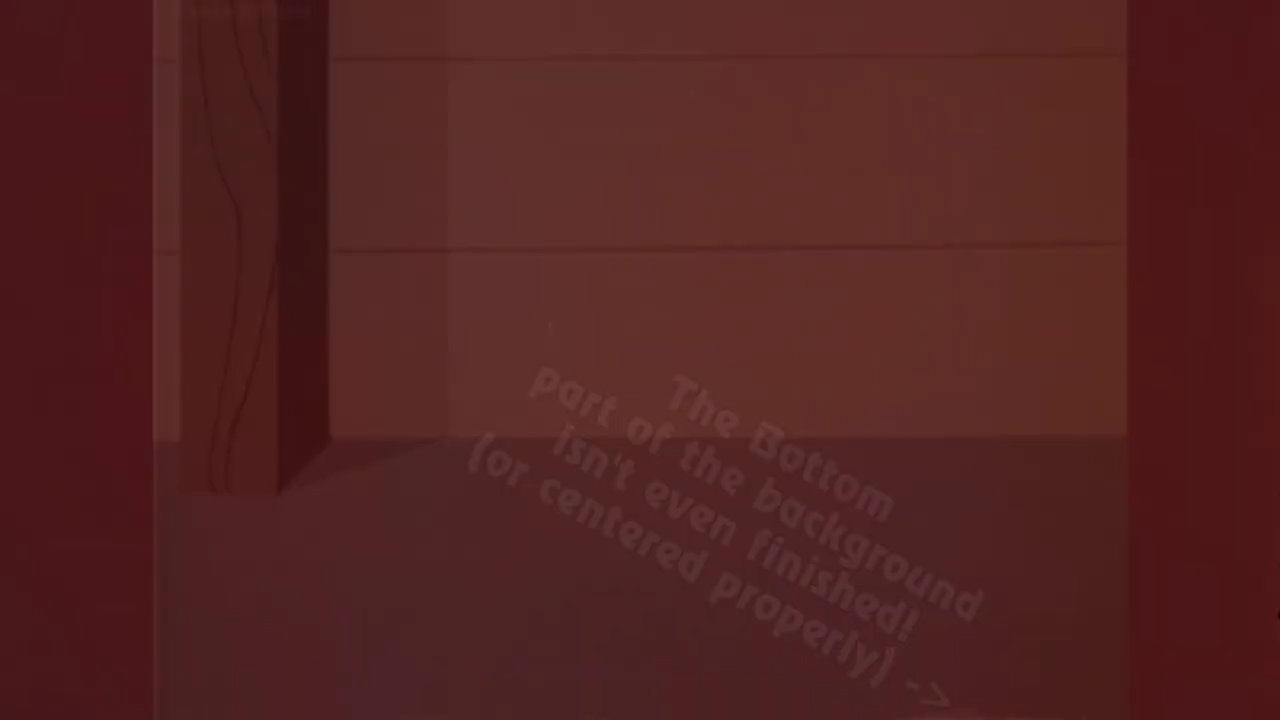 The Bottom
part of the background
isn't even finished!
(or centered properly) ->